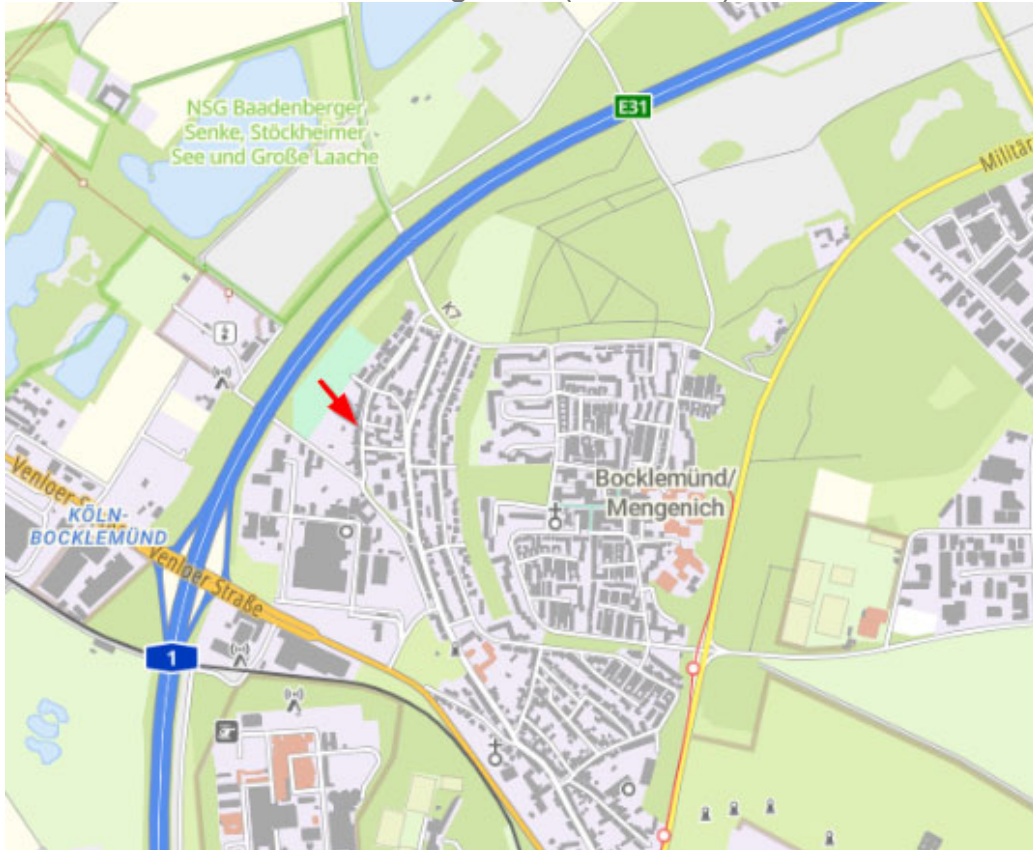 NSG Baadenberger
Senke, Stöckheimer
See und Große Laache
E31
Militär
K7
Venloer Straße
KÖLN-
BOCKLEMÜND
Venloer Straße
Bocklemünd/
Mengenich
1